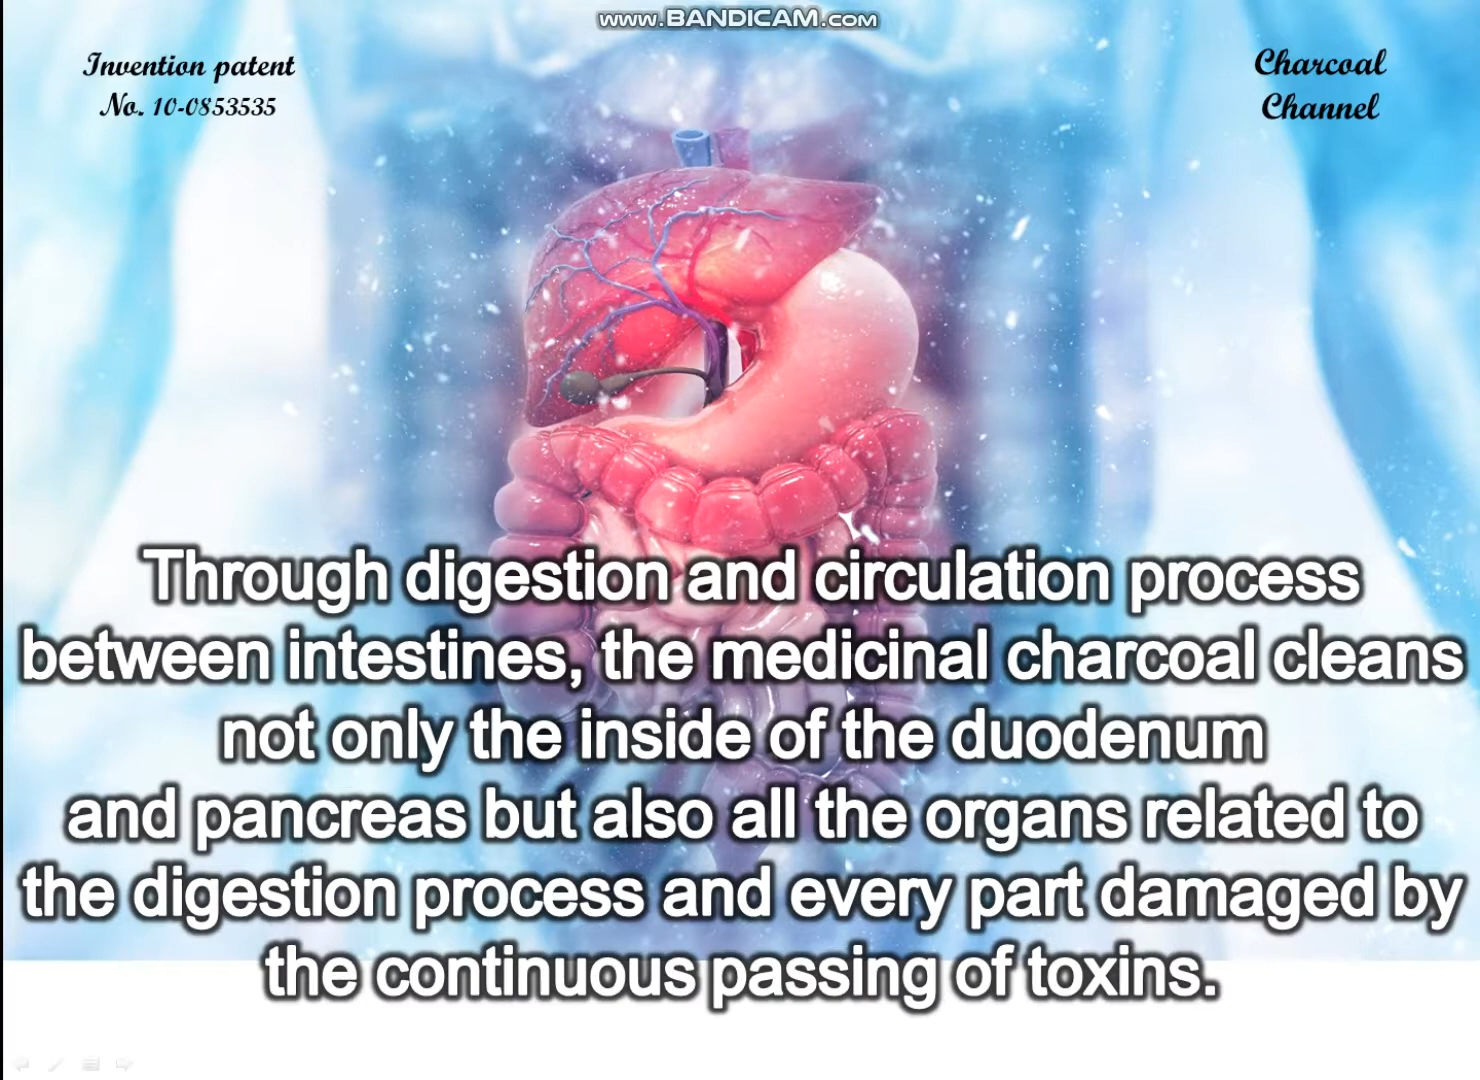 www.BANDICAM.com
Invention patent
No. 10-0853535
Charcoal
Channel
Through digestion and circulation process
between intestines, the medicinal charcoal cleans
not only the inside of the duodenum
and pancreas but also all the organs related to
the digestion process and every part damaged by
the continuous passing of toxins.